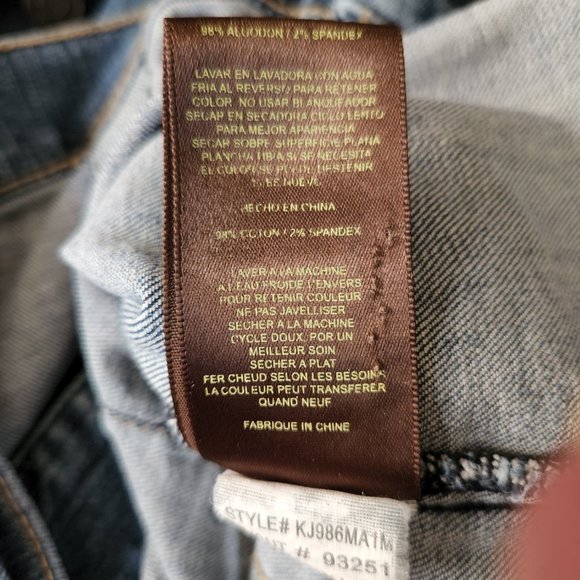 98% ALGODON / 2% SPANDEX
LAVAR EN LAVADORA CON AGUA
FRIA AL REVERSO PARA RETENER
COLOR. NO USAR BLANQUEADOR
SECAR EN SECADORA CICLO LENTO
PARA MEJOR APARIENCIA
SECAR SOBRE SUPERFICIE PLANA
PLANCHA TIBIA SI SE NECESITA
EL COLOR SE PUEDE DESTENIR
ES NUEVO
HECHO EN CHINA
98% COTON / 2% SPANDEX
LAVER A LA MACHINE
A L'EAU FROIDE L'ENVERS
POUR RETENIR COULEUR
NE PAS JAVELLISER
SECHER A LA MACHINE
CYCLE DOUX, POR UN
MEILLEUR SOIN
SECHER A PLAT
FER CHEUD SELON LES BESOINS
LA COULEUR PEUT TRANSFERER
QUAND NEUF
FABRIQUE IN CHINE
STYLE# KJ986MA1M
# 93251